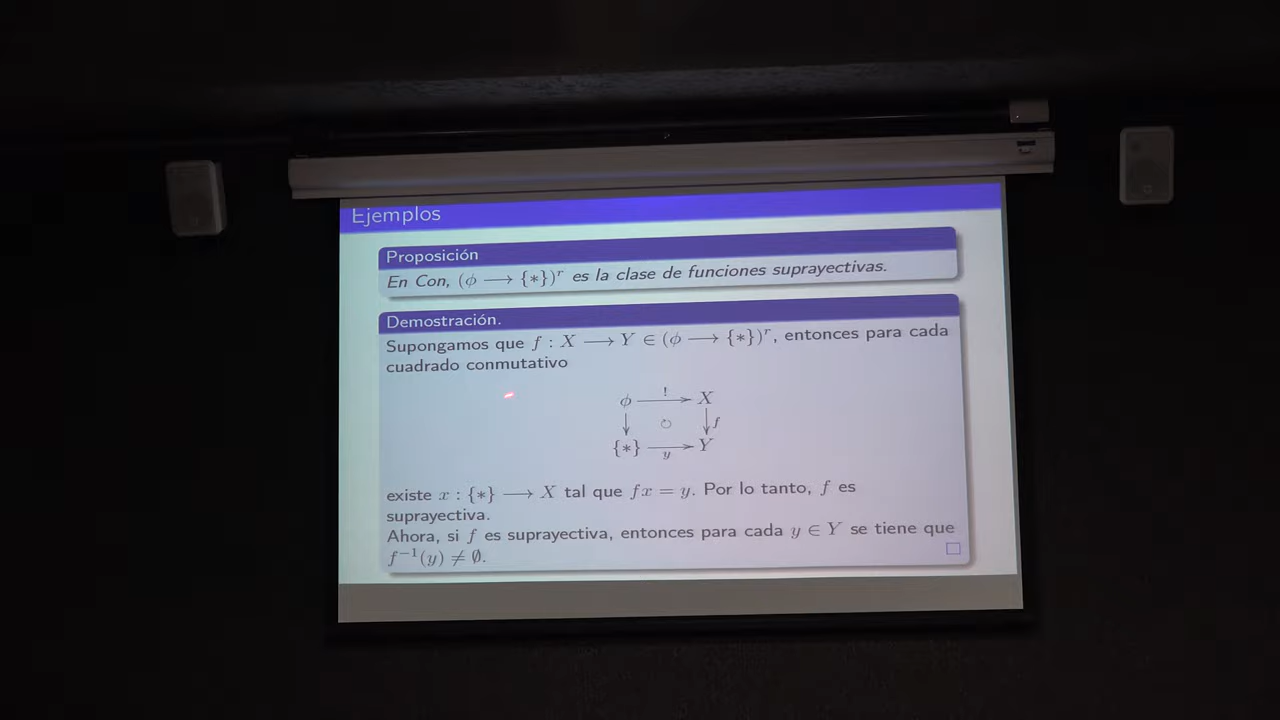 Ejemplos
Proposición
En Con, (ϕ ⟶ {*})^r es la clase de funciones suprayectivas.
Demostración.
Supongamos que f : X ⟶ Y ∈ (ϕ ⟶ {*})^r, entonces para cada
cuadrado conmutativo
ϕ ! X
↻ f
{*} y Y
existe x : {*} ⟶ X tal que fx = y. Por lo tanto, f es
suprayectiva.
Ahora, si f es suprayectiva, entonces para cada y ∈ Y se tiene que
f⁻¹(y) ≠ ∅.